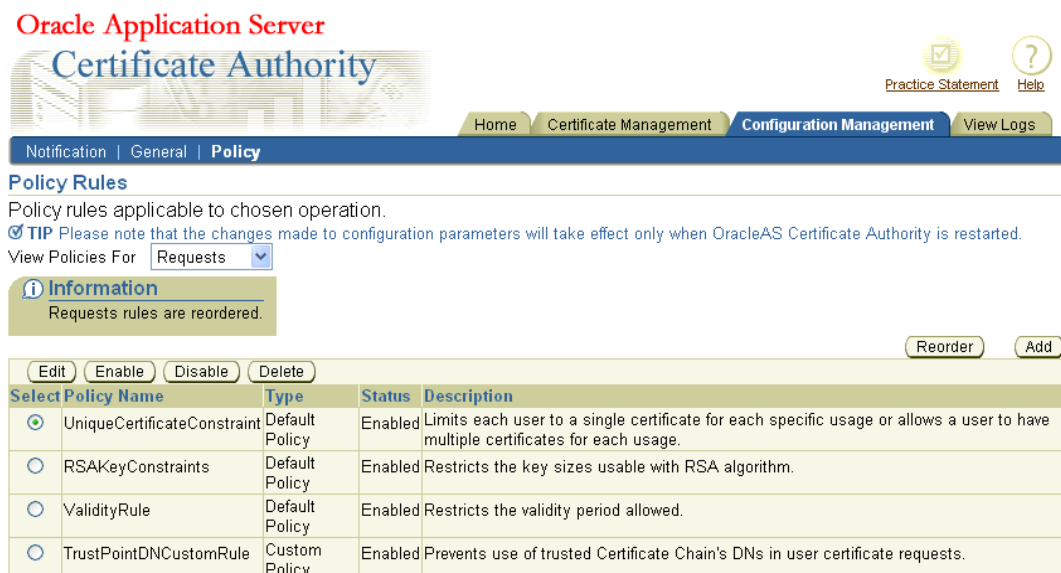 Oracle Application Server
Certificate Authority
Practice Statement
Help
Home
Certificate Management
Configuration Management
View Logs
Notification | General | Policy
Policy Rules
Policy rules applicable to chosen operation.
TIP Please note that the changes made to configuration parameters will take effect only when OracleAS Certificate Authority is restarted.
View Policies For Requests
Information
Requests rules are reordered.
Reorder Add
Edit Enable Disable Delete
Select Policy Name Type Status Description
UniqueCertificateConstraint Default Policy Enabled Limits each user to a single certificate for each specific usage or allows a user to have
multiple certificates for each usage.
RSAKeyConstraints Default Policy Enabled Restricts the key sizes usable with RSA algorithm.
ValidityRule Default Policy Enabled Restricts the validity period allowed.
TrustPointDNCustomRule Custom Policy Enabled Prevents use of trusted Certificate Chain's DNs in user certificate requests.